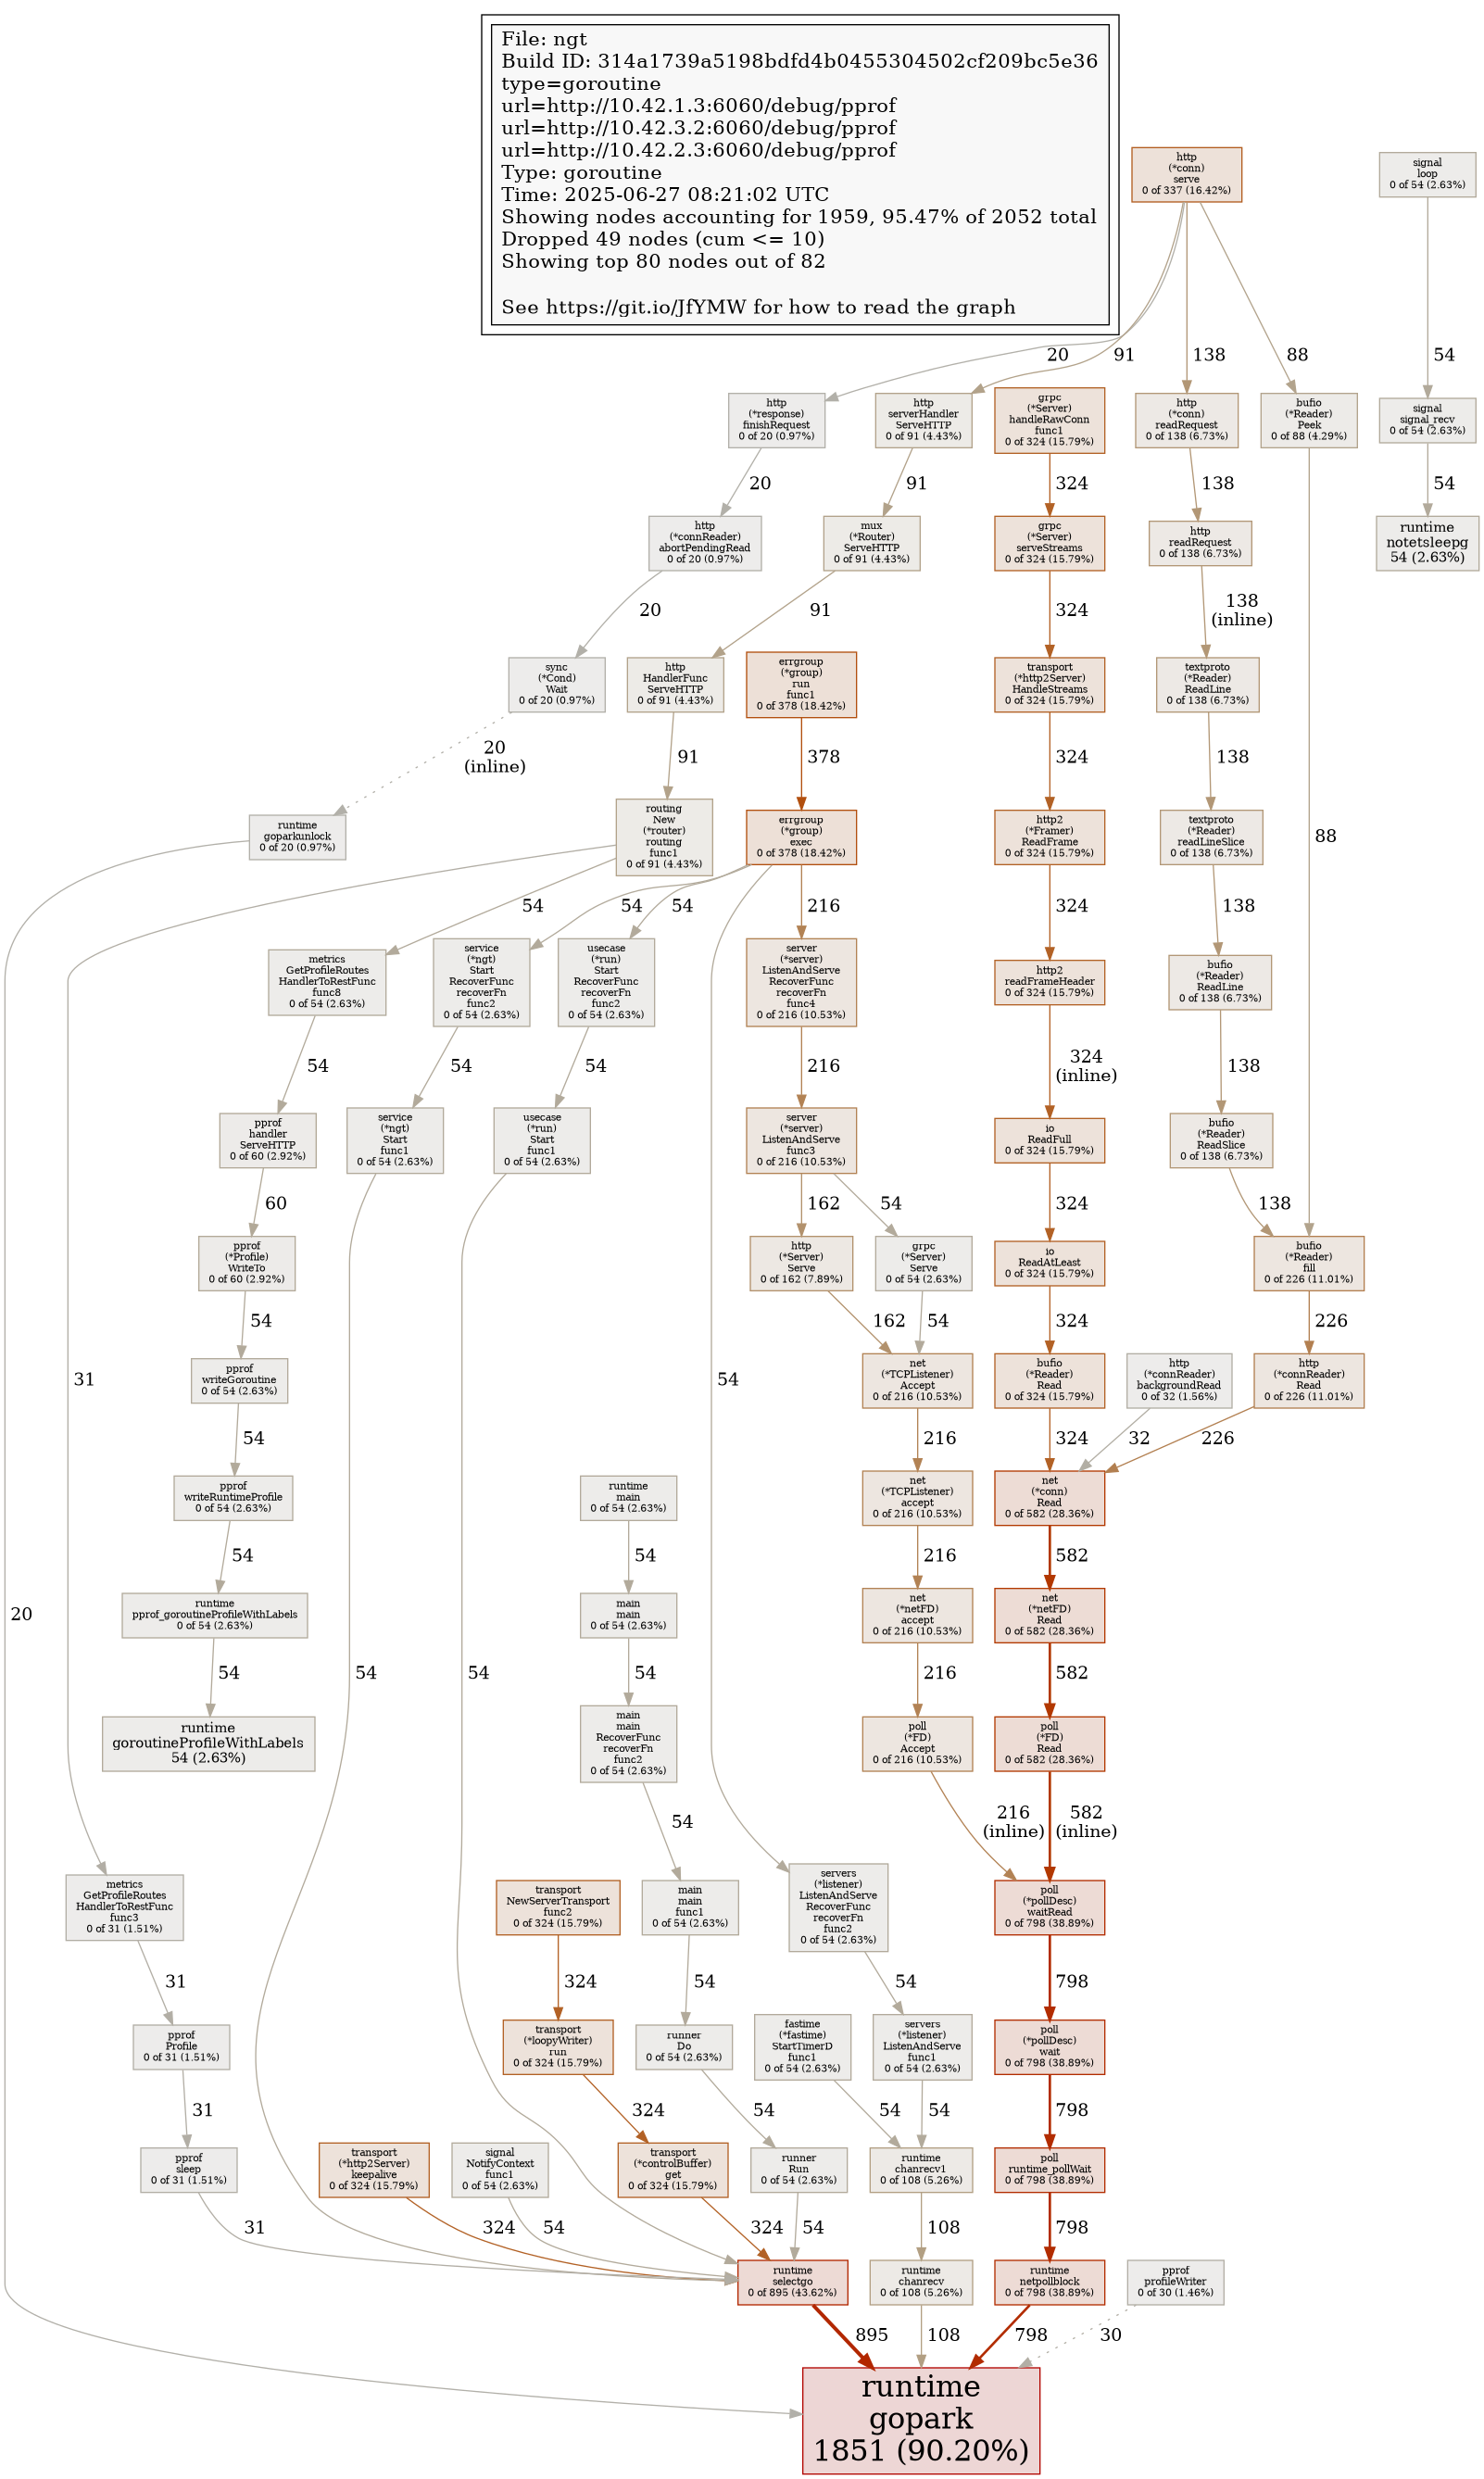 File: ngt
Build ID: 314a1739a5198bdfd4b0455304502cf209bc5e36
type=goroutine
url=http://10.42.1.3:6060/debug/pprof
url=http://10.42.3.2:6060/debug/pprof
url=http://10.42.2.3:6060/debug/pprof
Type: goroutine
Time: 2025-06-27 08:21:02 UTC
Showing nodes accounting for 1959, 95.47% of 2052 total
Dropped 49 nodes (cum <= 10)
Showing top 80 nodes out of 82
See https://git.io/JfYMW for how to read the graph
http
(*conn)
serve
0 of 337 (16.42%)
signal
loop
0 of 54 (2.63%)
20
91
138
88
54
http
(*response)
finishRequest
0 of 20 (0.97%)
http
serverHandler
ServeHTTP
0 of 91 (4.43%)
grpc
(*Server)
handleRawConn
func1
0 of 324 (15.79%)
http
(*conn)
readRequest
0 of 138 (6.73%)
bufio
(*Reader)
Peek
0 of 88 (4.29%)
signal
signal_recv
0 of 54 (2.63%)
20
91
324
138
54
http
(*connReader)
abortPendingRead
0 of 20 (0.97%)
mux
(*Router)
ServeHTTP
0 of 91 (4.43%)
grpc
(*Server)
serveStreams
0 of 324 (15.79%)
http
readRequest
0 of 138 (6.73%)
runtime
notetsleepg
54 (2.63%)
20
91
324
138
(inline)
sync
(*Cond)
Wait
0 of 20 (0.97%)
http
HandlerFunc
ServeHTTP
0 of 91 (4.43%)
errgroup
(*group)
run
func1
0 of 378 (18.42%)
transport
(*http2Server)
HandleStreams
0 of 324 (15.79%)
textproto
(*Reader)
ReadLine
0 of 138 (6.73%)
20
(inline)
91
378
324
138
runtime
goparkunlock
0 of 20 (0.97%)
routing
New
(*router)
routing
func1
0 of 91 (4.43%)
errgroup
(*group)
exec
0 of 378 (18.42%)
http2
(*Framer)
ReadFrame
0 of 324 (15.79%)
textproto
(*Reader)
readLineSlice
0 of 138 (6.73%)
88
54
54
54
216
324
138
metrics
GetProfileRoutes
HandlerToRestFunc
func8
0 of 54 (2.63%)
service
(*ngt)
Start
RecoverFunc
recoverFn
func2
0 of 54 (2.63%)
usecase
(*run)
Start
RecoverFunc
recoverFn
func2
0 of 54 (2.63%)
server
(*server)
ListenAndServe
RecoverFunc
recoverFn
func4
0 of 216 (10.53%)
http2
readFrameHeader
0 of 324 (15.79%)
bufio
(*Reader)
ReadLine
0 of 138 (6.73%)
54
54
54
216
324
(inline)
138
pprof
handler
ServeHTTP
0 of 60 (2.92%)
service
(*ngt)
Start
func1
0 of 54 (2.63%)
usecase
(*run)
Start
func1
0 of 54 (2.63%)
server
(*server)
ListenAndServe
func3
0 of 216 (10.53%)
io
ReadFull
0 of 324 (15.79%)
bufio
(*Reader)
ReadSlice
0 of 138 (6.73%)
60
162
54
324
138
pprof
(*Profile)
WriteTo
0 of 60 (2.92%)
http
(*Server)
Serve
0 of 162 (7.89%)
grpc
(*Server)
Serve
0 of 54 (2.63%)
io
ReadAtLeast
0 of 324 (15.79%)
bufio
(*Reader)
fill
0 of 226 (11.01%)
54
162
54
324
226
31
54
pprof
writeGoroutine
0 of 54 (2.63%)
net
(*TCPListener)
Accept
0 of 216 (10.53%)
bufio
(*Reader)
Read
0 of 324 (15.79%)
http
(*connReader)
backgroundRead
0 of 32 (1.56%)
http
(*connReader)
Read
0 of 226 (11.01%)
54
216
324
32
226
pprof
writeRuntimeProfile
0 of 54 (2.63%)
runtime
main
0 of 54 (2.63%)
net
(*TCPListener)
accept
0 of 216 (10.53%)
net
(*conn)
Read
0 of 582 (28.36%)
54
54
216
582
20
runtime
pprof_goroutineProfileWithLabels
0 of 54 (2.63%)
main
main
0 of 54 (2.63%)
net
(*netFD)
accept
0 of 216 (10.53%)
net
(*netFD)
Read
0 of 582 (28.36%)
54
54
54
54
216
582
runtime
goroutineProfileWithLabels
54 (2.63%)
main
main
RecoverFunc
recoverFn
func2
0 of 54 (2.63%)
poll
(*FD)
Accept
0 of 216 (10.53%)
poll
(*FD)
Read
0 of 582 (28.36%)
54
216
(inline)
582
(inline)
metrics
GetProfileRoutes
HandlerToRestFunc
func3
0 of 31 (1.51%)
transport
NewServerTransport
func2
0 of 324 (15.79%)
main
main
func1
0 of 54 (2.63%)
servers
(*listener)
ListenAndServe
RecoverFunc
recoverFn
func2
0 of 54 (2.63%)
poll
(*pollDesc)
waitRead
0 of 798 (38.89%)
31
324
54
54
798
pprof
Profile
0 of 31 (1.51%)
transport
(*loopyWriter)
run
0 of 324 (15.79%)
runner
Do
0 of 54 (2.63%)
fastime
(*fastime)
StartTimerD
func1
0 of 54 (2.63%)
servers
(*listener)
ListenAndServe
func1
0 of 54 (2.63%)
poll
(*pollDesc)
wait
0 of 798 (38.89%)
31
324
54
54
54
798
pprof
sleep
0 of 31 (1.51%)
transport
(*http2Server)
keepalive
0 of 324 (15.79%)
signal
NotifyContext
func1
0 of 54 (2.63%)
transport
(*controlBuffer)
get
0 of 324 (15.79%)
runner
Run
0 of 54 (2.63%)
runtime
chanrecv1
0 of 108 (5.26%)
poll
runtime_pollWait
0 of 798 (38.89%)
31
324
54
324
54
108
798
runtime
selectgo
0 of 895 (43.62%)
runtime
chanrecv
0 of 108 (5.26%)
runtime
netpollblock
0 of 798 (38.89%)
pprof
profileWriter
0 of 30 (1.46%)
895
108
798
30
runtime
gopark
1851 (90.20%)